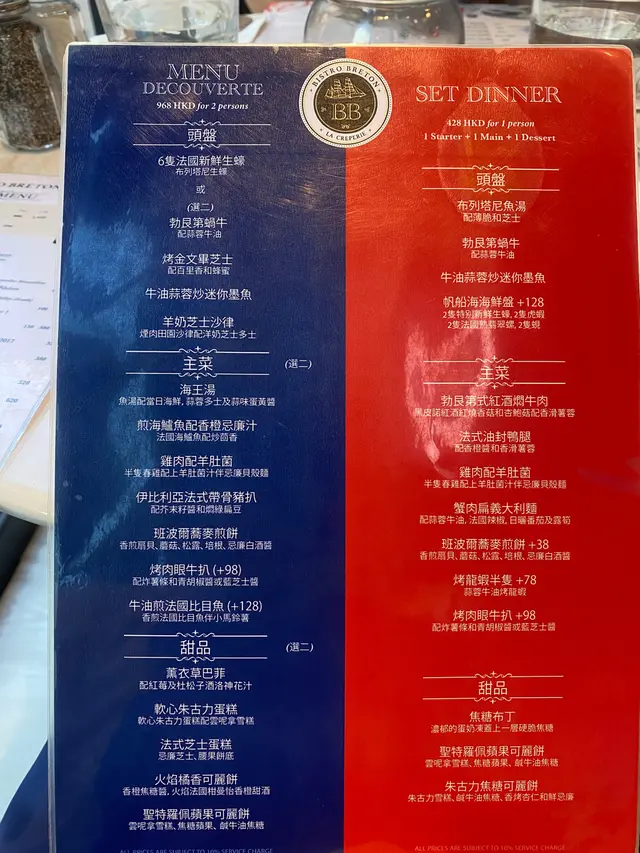 MENU
DECOUVERTE
968 HKD for 2 persons
頭盤
6隻法國新鮮生蠔
布列塔尼生蠔
或
(選二)
勃艮第蝸牛
配蒜蓉牛油
烤金文畢芝士
配百里香和蜂蜜
牛油蒜蓉炒迷你墨魚
羊奶芝士沙律
煙肉田園沙律配洋奶芝士多士
主菜
(選二)
海王湯
魚湯配當日海鮮, 蒜蓉多士及蒜味蛋黃醬
煎海鱸魚配香橙忌廉汁
法國海鱸魚配炒茴香
雞肉配羊肚菌
半隻春雞配上羊肚菌汁伴忌廉貝殼麵
伊比利亞法式帶骨豬扒
配芥末籽醬和燜綠扁豆
班波爾蕎麥煎餅
香煎扇貝、蘑菇、松露、培根、忌廉白酒醬
烤肉眼牛扒 (+98)
配炸薯條和青胡椒醬或藍芝士醬
牛油煎法國比目魚 (+128)
香煎法國比目魚伴小馬鈴薯
甜品
(選二)
薰衣草巴菲
配紅莓及杜松子酒洛神花汁
軟心朱古力蛋糕
軟心朱古力蛋糕配雲呢拿雪糕
法式芝士蛋糕
忌廉芝士、腰果餅底
火焰橘香可麗餅
香橙焦糖醬, 火焰法國柑曼怡香橙甜酒
聖特羅佩蘋果可麗餅
雲呢拿雪糕、焦糖蘋果、鹹牛油焦糖
ALL PRICES ARE SUBJECT TO 10% SERVICE CHARGE
BISTRO BRETON
BB
LA CREPERIE
SET DINNER
428 HKD for 1 person
1 Starter + 1 Main + 1 Dessert
頭盤
布列塔尼魚湯
配薄脆和芝士
勃艮第蝸牛
配蒜蓉牛油
牛油蒜蓉炒迷你墨魚
帆船海海鮮盤 +128
2隻特別新鮮生蠔, 2隻虎蝦
2隻法國熟翡翠螺, 2隻蜆
主菜
勃艮第式紅酒燜牛肉
黑皮諾紅酒紅燒香菇和杏鮑菇配香滑薯蓉
法式油封鴨腿
配香橙醬和香滑薯蓉
雞肉配羊肚菌
半隻春雞配上羊肚菌汁伴忌廉貝殼麵
蟹肉扁義大利麵
配蒜蓉牛油, 法國辣椒, 日曬番茄及露筍
班波爾蕎麥煎餅 +38
香煎扇貝、蘑菇、松露、培根、忌廉白酒醬
烤龍蝦半隻 +78
蒜蓉牛油烤龍蝦
烤肉眼牛扒 +98
配炸薯條和青胡椒醬或藍芝士醬
甜品
焦糖布丁
濃郁的蛋奶凍蓋上一層硬脆焦糖
聖特羅佩蘋果可麗餅
雲呢拿雪糕、焦糖蘋果、鹹牛油焦糖
朱古力焦糖可麗餅
朱古力雪糕、鹹牛油焦糖、香烤杏仁和鮮忌廉
ALL PRICES ARE SUBJECT TO 10% SERVICE CHARGE